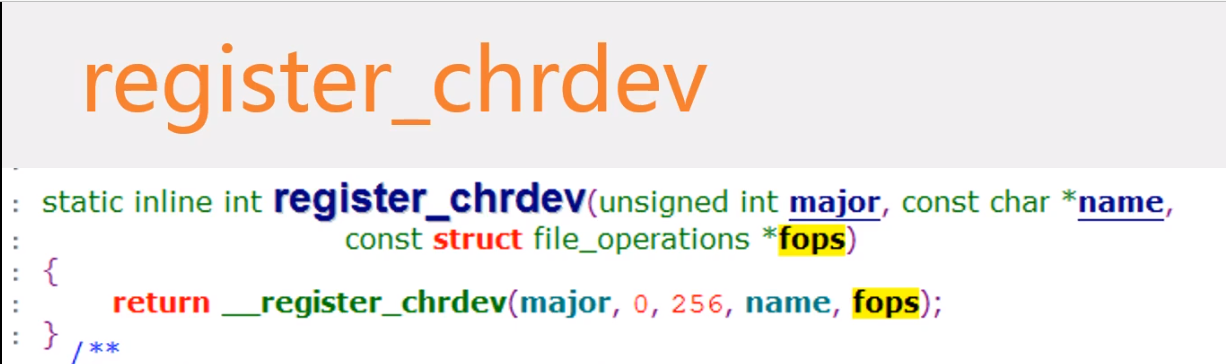 register_chrdev
: static inline int register_chrdev(unsigned int major, const char *name,
: const struct file_operations *fops)
: {
: return __register_chrdev(major, 0, 256, name, fops);
: }
/**